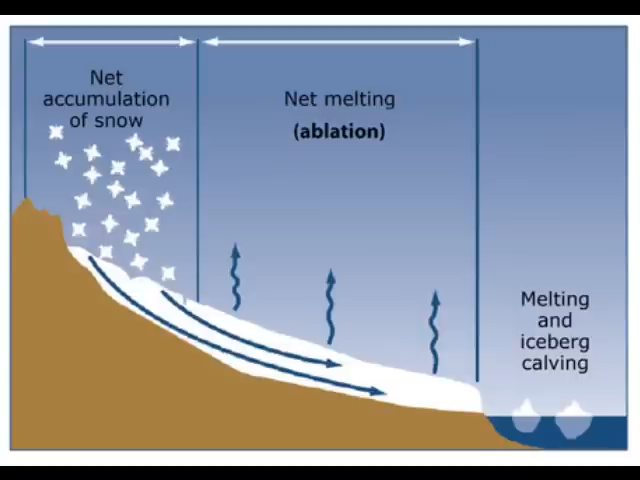 Net
accumulation
of snow
Net melting
(ablation)
Melting
and
iceberg
calving